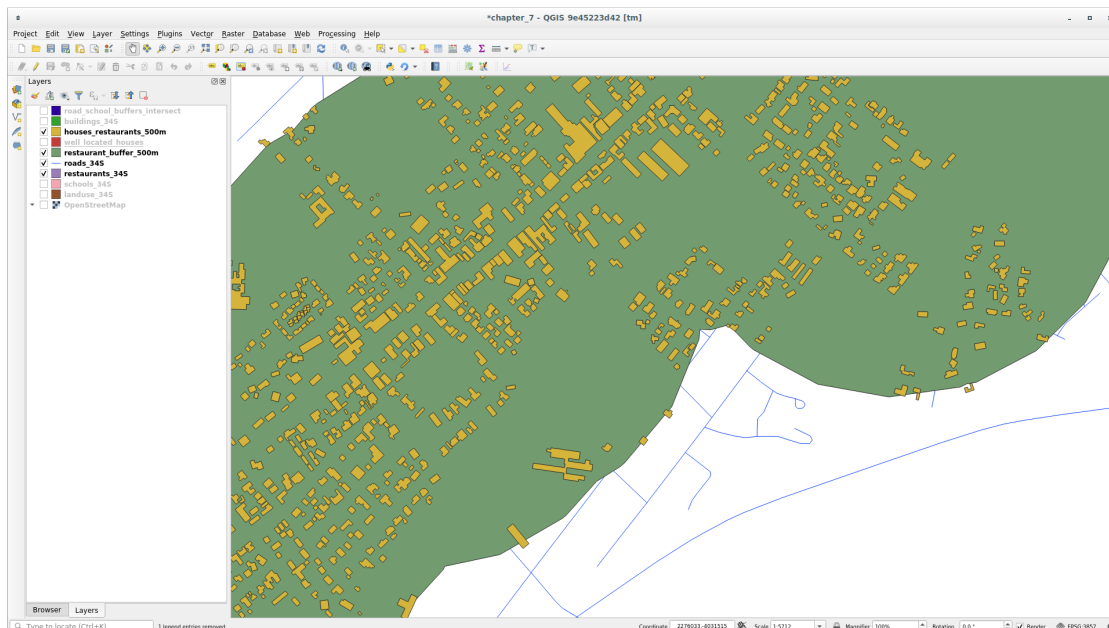 *chapter_7 - QGIS 9e45223d42 [tm]
Project Edit View Layer Settings Plugins Vector Raster Database Web Processing Help
Layers
road_school_buffers_intersect
buildings_34S
houses_restaurants_500m
well_located_houses
restaurant_buffer_500m
roads_34S
restaurants_34S
schools_34S
landuse_34S
OpenStreetMap
Browser Layers
Type to locate (Ctrl+K) 1 legend entries removed. Coordinate 2276033,-4031515 Scale 1:5712 Magnifier 100% Rotation 0.0 ° Render EPSG:3857